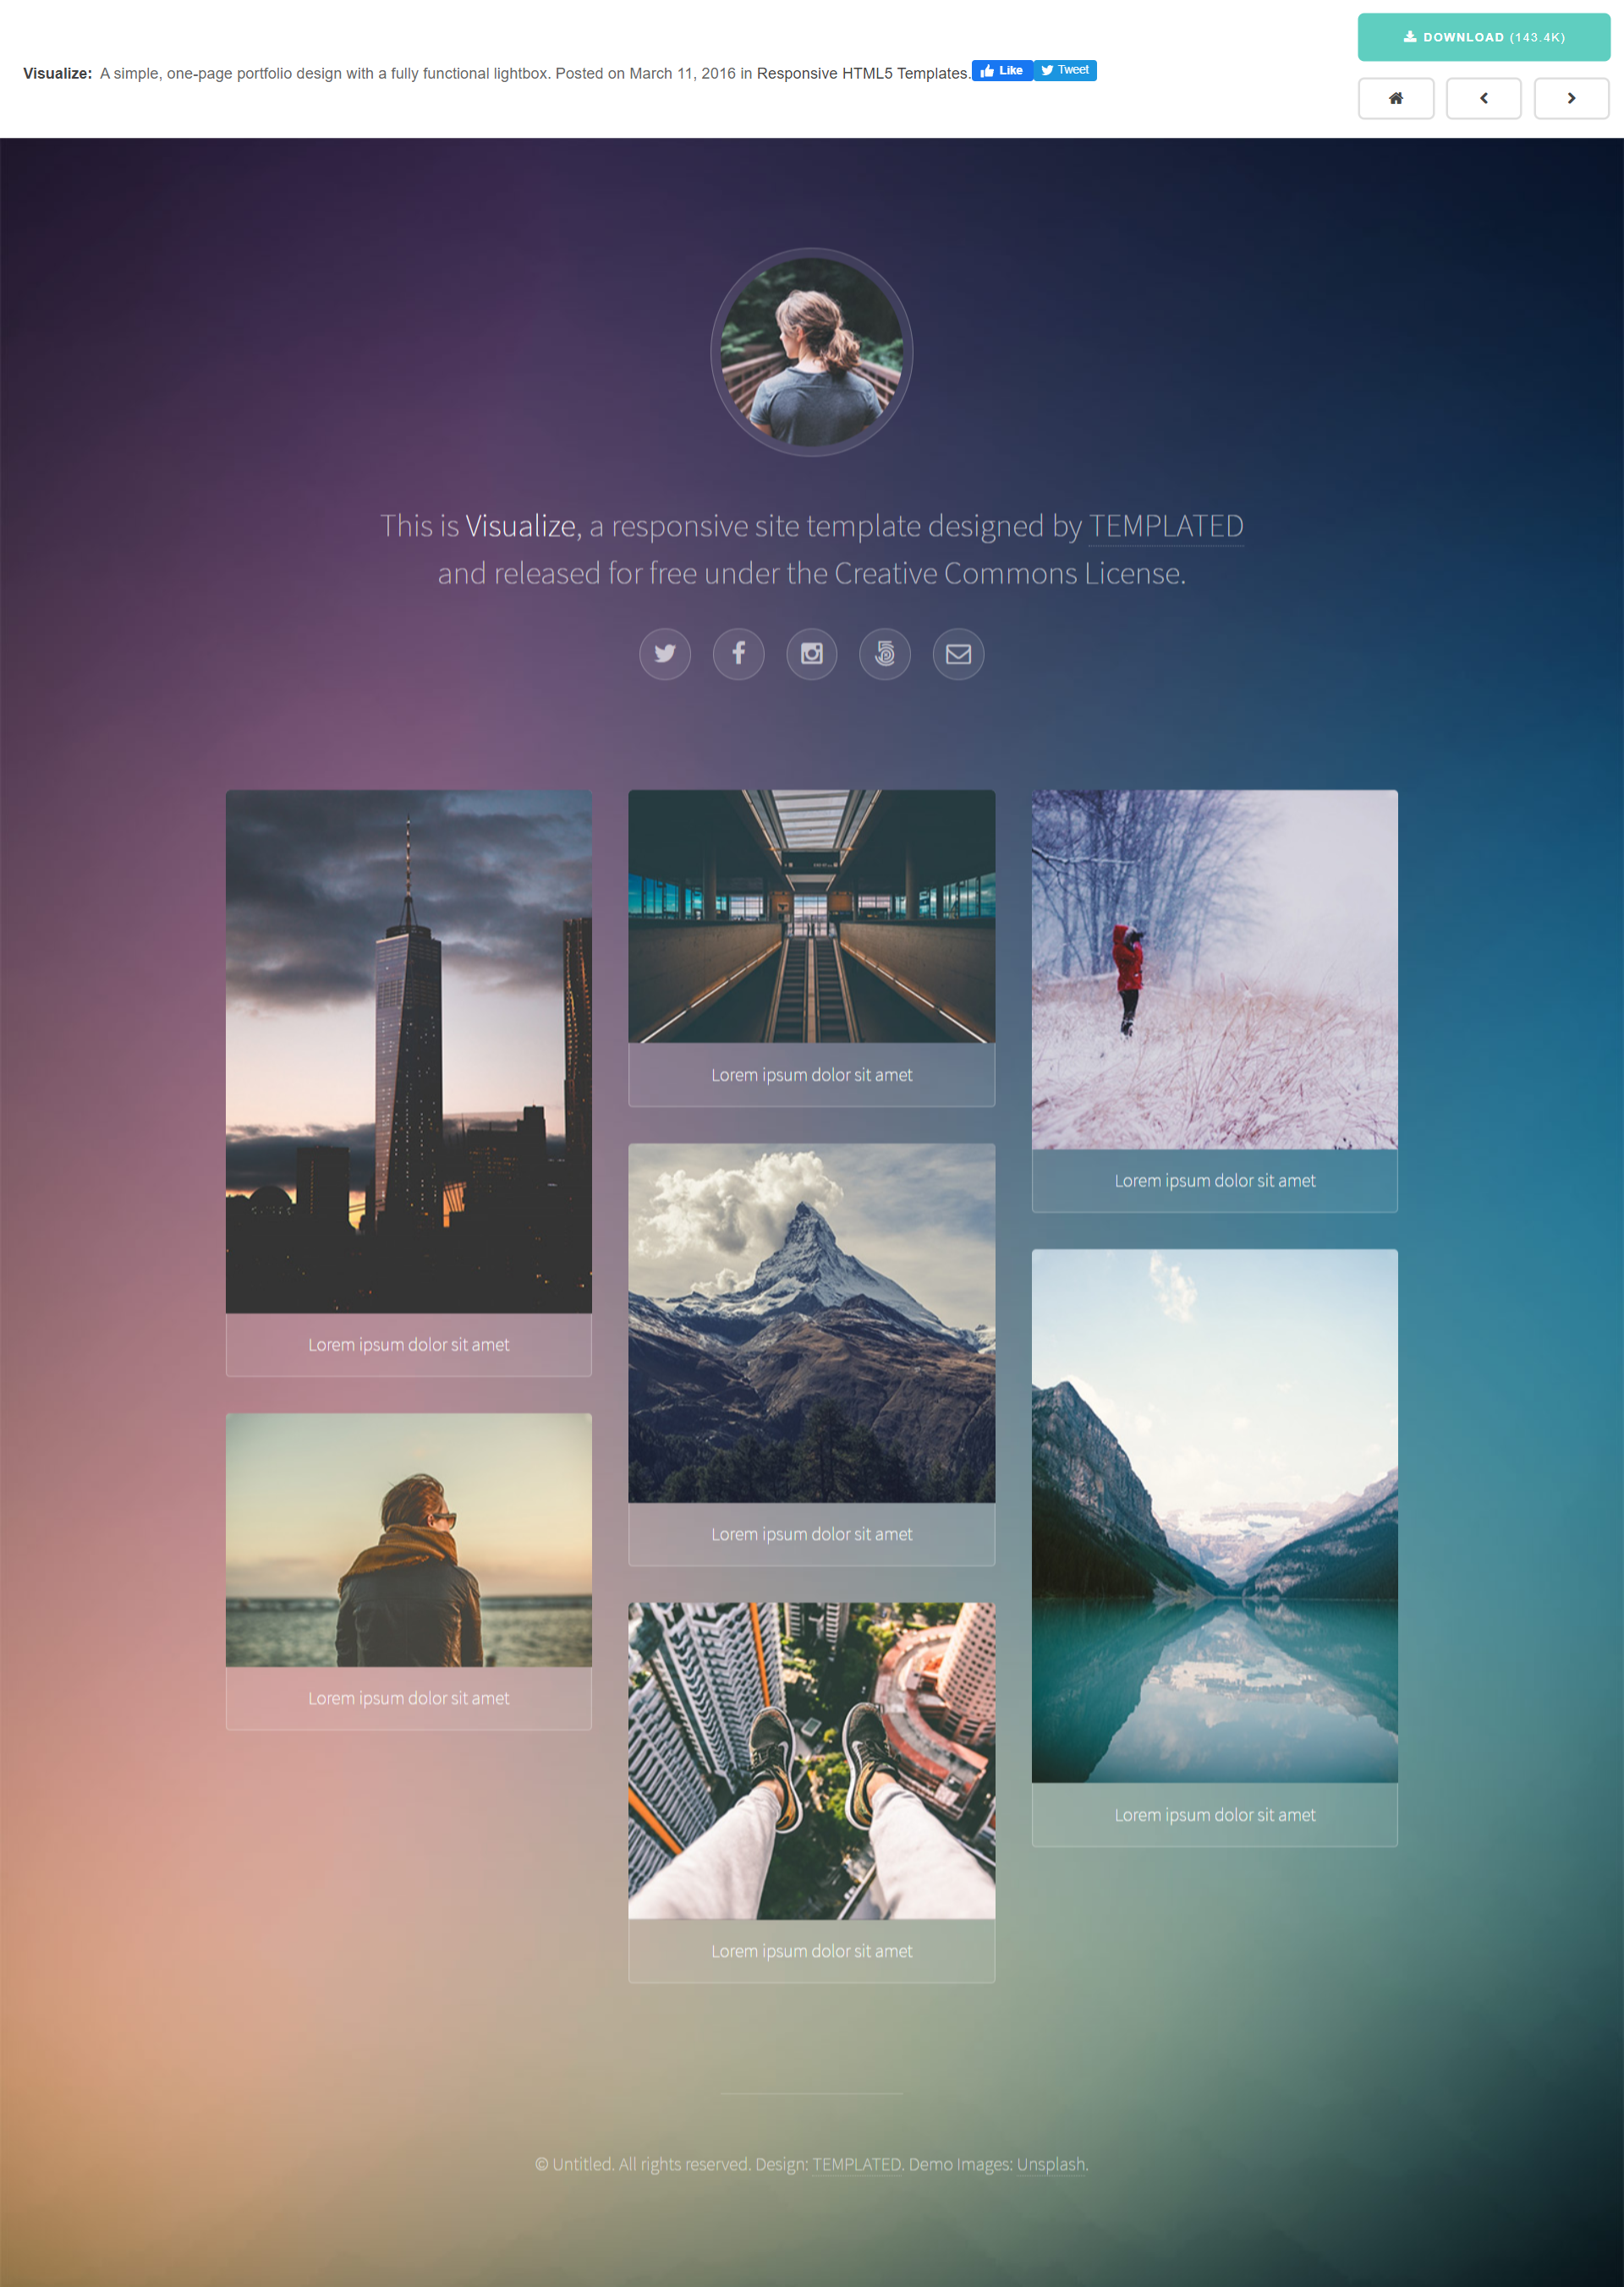 DOWNLOAD (143.4K)
Visualize: A simple, one-page portfolio design with a fully functional lightbox. Posted on March 11, 2016 in Responsive HTML5 Templates. Like Tweet
This is Visualize, a responsive site template designed by TEMPLATED
and released for free under the Creative Commons License.
Lorem ipsum dolor sit amet
Lorem ipsum dolor sit amet
Lorem ipsum dolor sit amet
Lorem ipsum dolor sit amet
Lorem ipsum dolor sit amet
Lorem ipsum dolor sit amet
Lorem ipsum dolor sit amet
© Untitled. All rights reserved. Design: TEMPLATED. Demo Images: Unsplash.